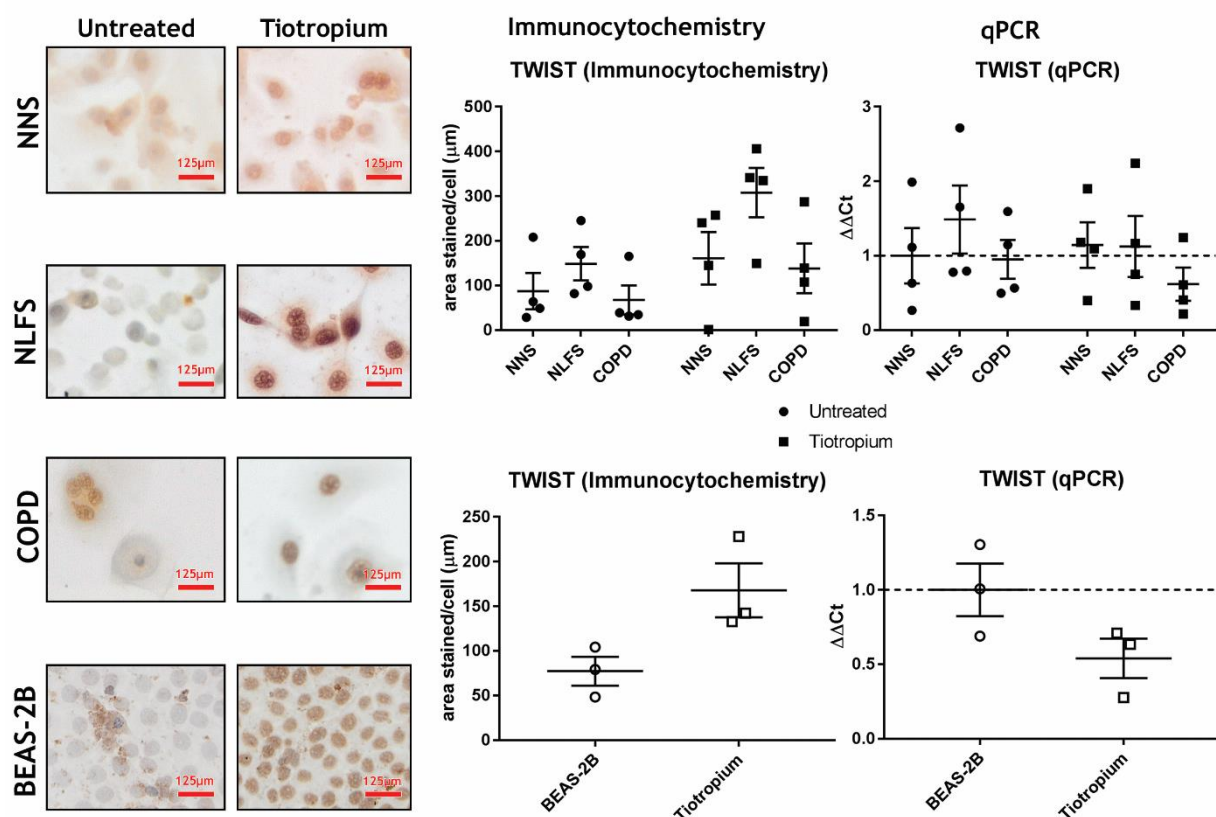 Untreated
Tiotropium
NNS
125µm
125µm
NLFS
125µm
125µm
COPD
125µm
125µm
BEAS-2B
125µm
125µm
Immunocytochemistry
TWIST (Immunocytochemistry)
area stained/cell (µm)
500
400
300
200
100
0
NNS
NLFS
COPD
NNS
NLFS
COPD
qPCR
TWIST (qPCR)
ΔΔCt
3
2
1
0
NNS
NLFS
COPD
NNS
NLFS
COPD
Untreated
Tiotropium
TWIST (Immunocytochemistry)
area stained/cell (µm)
250
200
150
100
50
0
BEAS-2B
Tiotropium
TWIST (qPCR)
ΔΔCt
1.5
1.0
0.5
0.0
BEAS-2B
Tiotropium